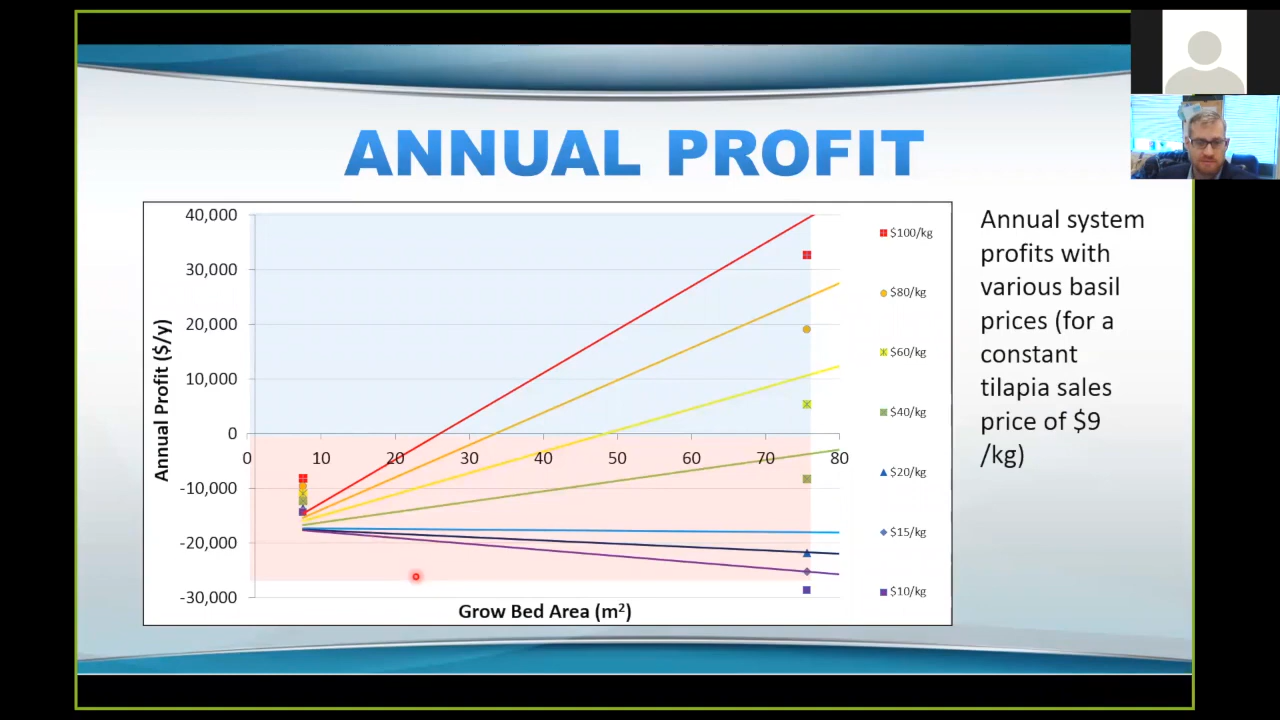 ANNUAL PROFIT
40,000
30,000
20,000
10,000
0
-10,000
-20,000
-30,000
Annual Profit ($/y)
0 10 20 30 40 50 60 70 80
Grow Bed Area (m²)
$100/kg
$80/kg
$60/kg
$40/kg
$20/kg
$15/kg
$10/kg
Annual system
profits with
various basil
prices (for a
constant
tilapia sales
price of $9
/kg)